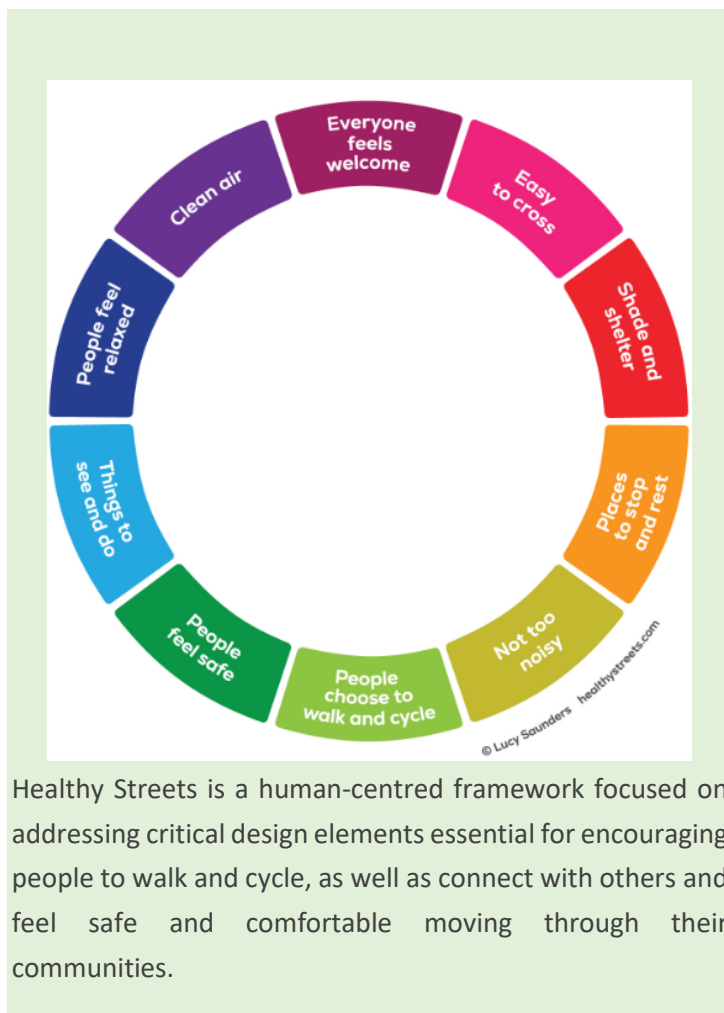 Everyone
feels
welcome
Easy
to cross
Shade and
shelter
Places
to stop
and rest
Not too
noisy
People
choose to
walk and cycle
People
feel safe
Things to
see and do
People feel
relaxed
Clean air
© Lucy Saunders healthystreets.com
Healthy Streets is a human-centred framework focused on
addressing critical design elements essential for encouraging
people to walk and cycle, as well as connect with others and
feel safe and comfortable moving through their
communities.